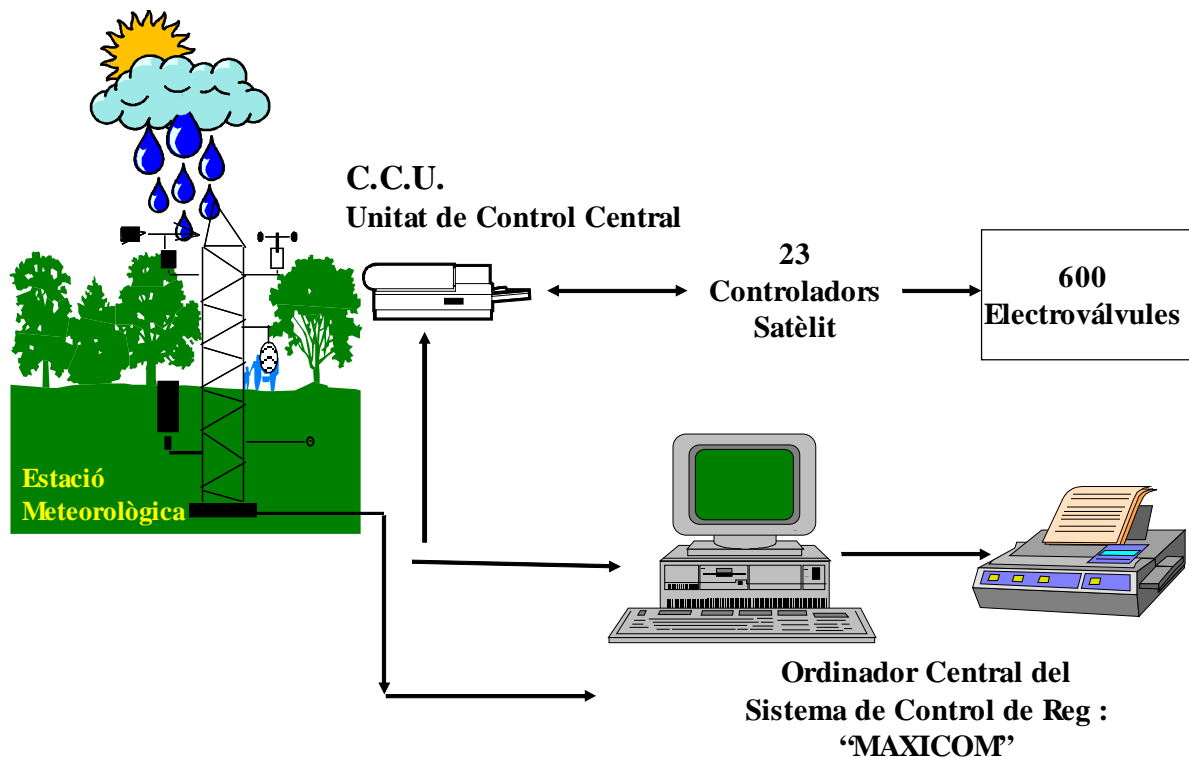 C.C.U.
Unitat de Control Central
23
Controladors
Satèlit
600
Electroválvules
Estació
Meteorològica
Ordinador Central del
Sistema de Control de Reg :
“MAXICOM”